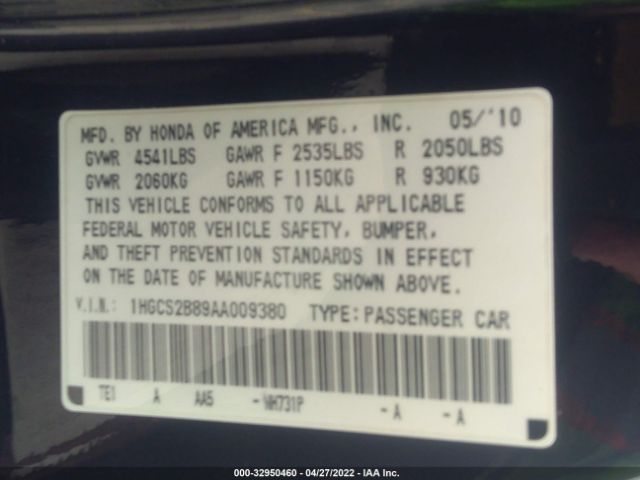 MFD. BY HONDA OF AMERICA MFG., INC. 05/'10
GVWR 4541LBS GAWR F 2535LBS R 2050LBS
GVWR 2060KG GAWR F 1150KG R 930KG
THIS VEHICLE CONFORMS TO ALL APPLICABLE
FEDERAL MOTOR VEHICLE SAFETY, BUMPER,
AND THEFT PREVENTION STANDARDS IN EFFECT
ON THE DATE OF MANUFACTURE SHOWN ABOVE.
V.I.N.: 1HGCS2B89AA009380 TYPE:PASSENGER CAR
TE1 A AA5 -NH731P -A -A
000-32950460 - 04/27/2022 - IAA Inc.